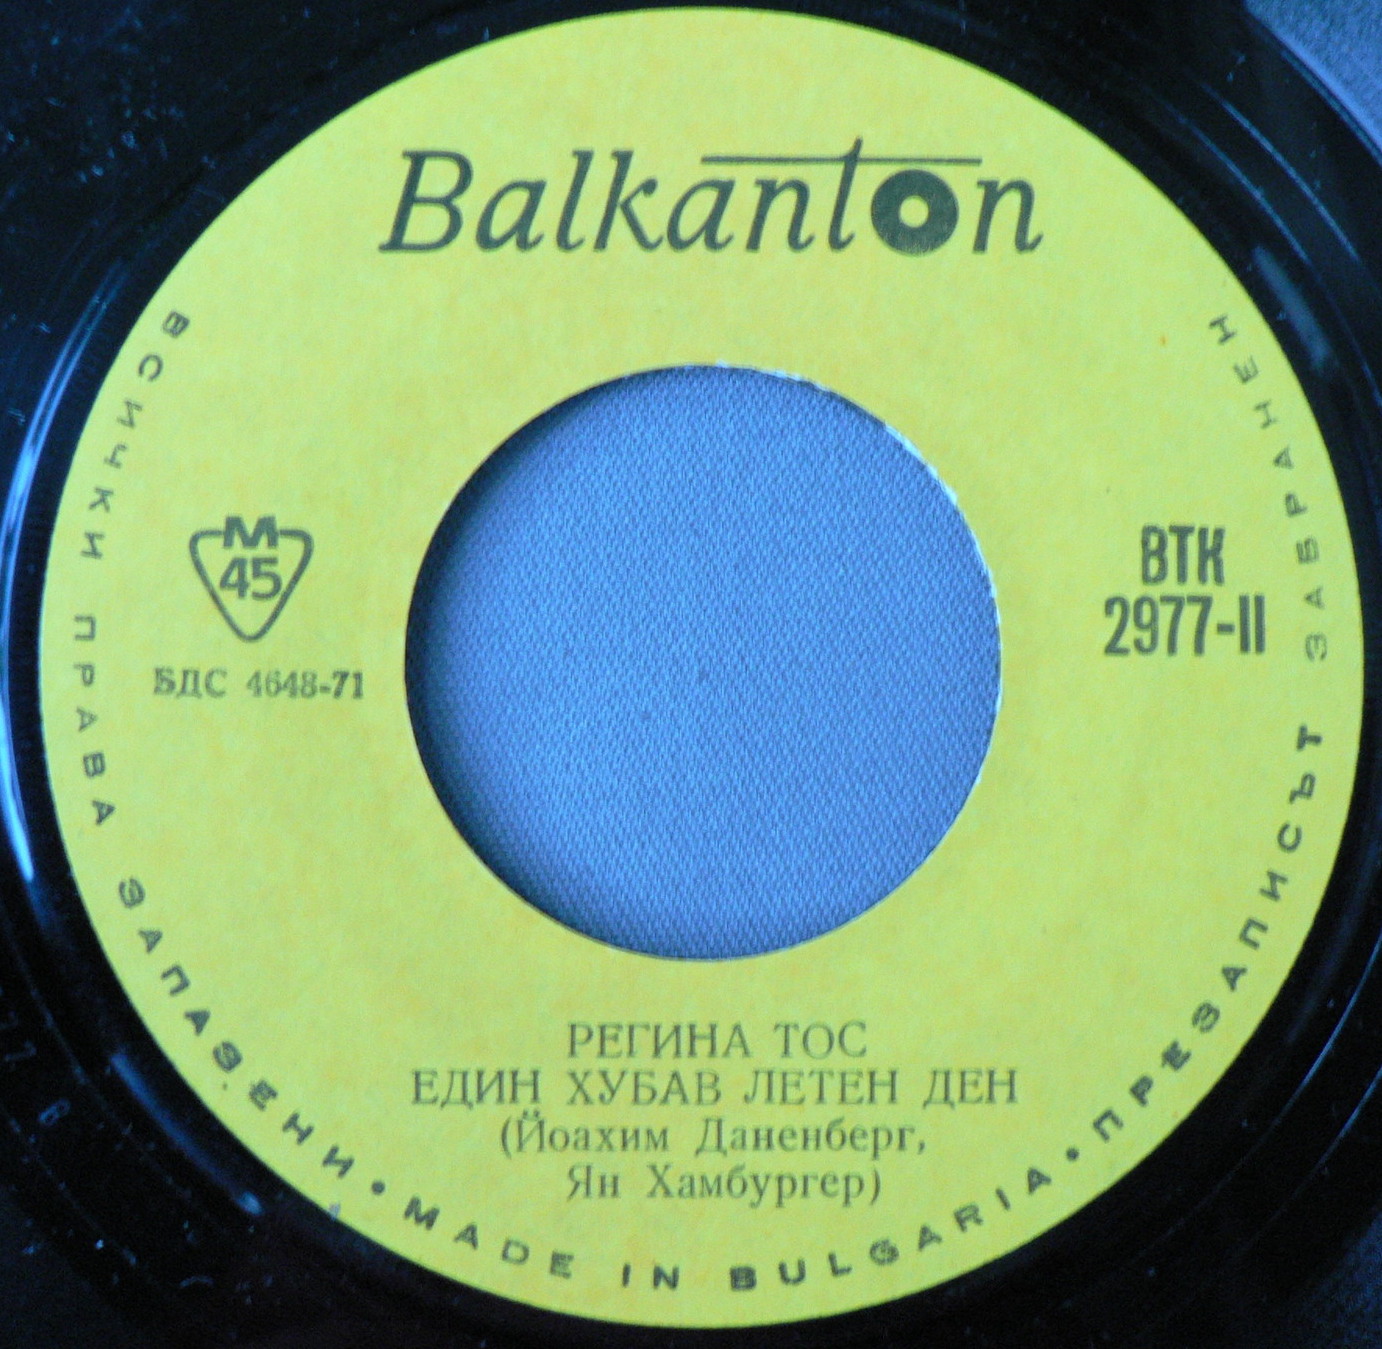 Balkanton
M
45
БДС 4648-71
ВТК
2977-II
РЕГИНА ТОС
ЕДИН ХУБАВ ЛЕТЕН ДЕН
(Йоахим Даненберг,
Ян Хамбургер)
ВСИЧКИ ПРАВА ЗАПАЗЕНИ • MADE IN BULGARIA • ПРЕЗАПИСЪТ ЗАБРАНЕН